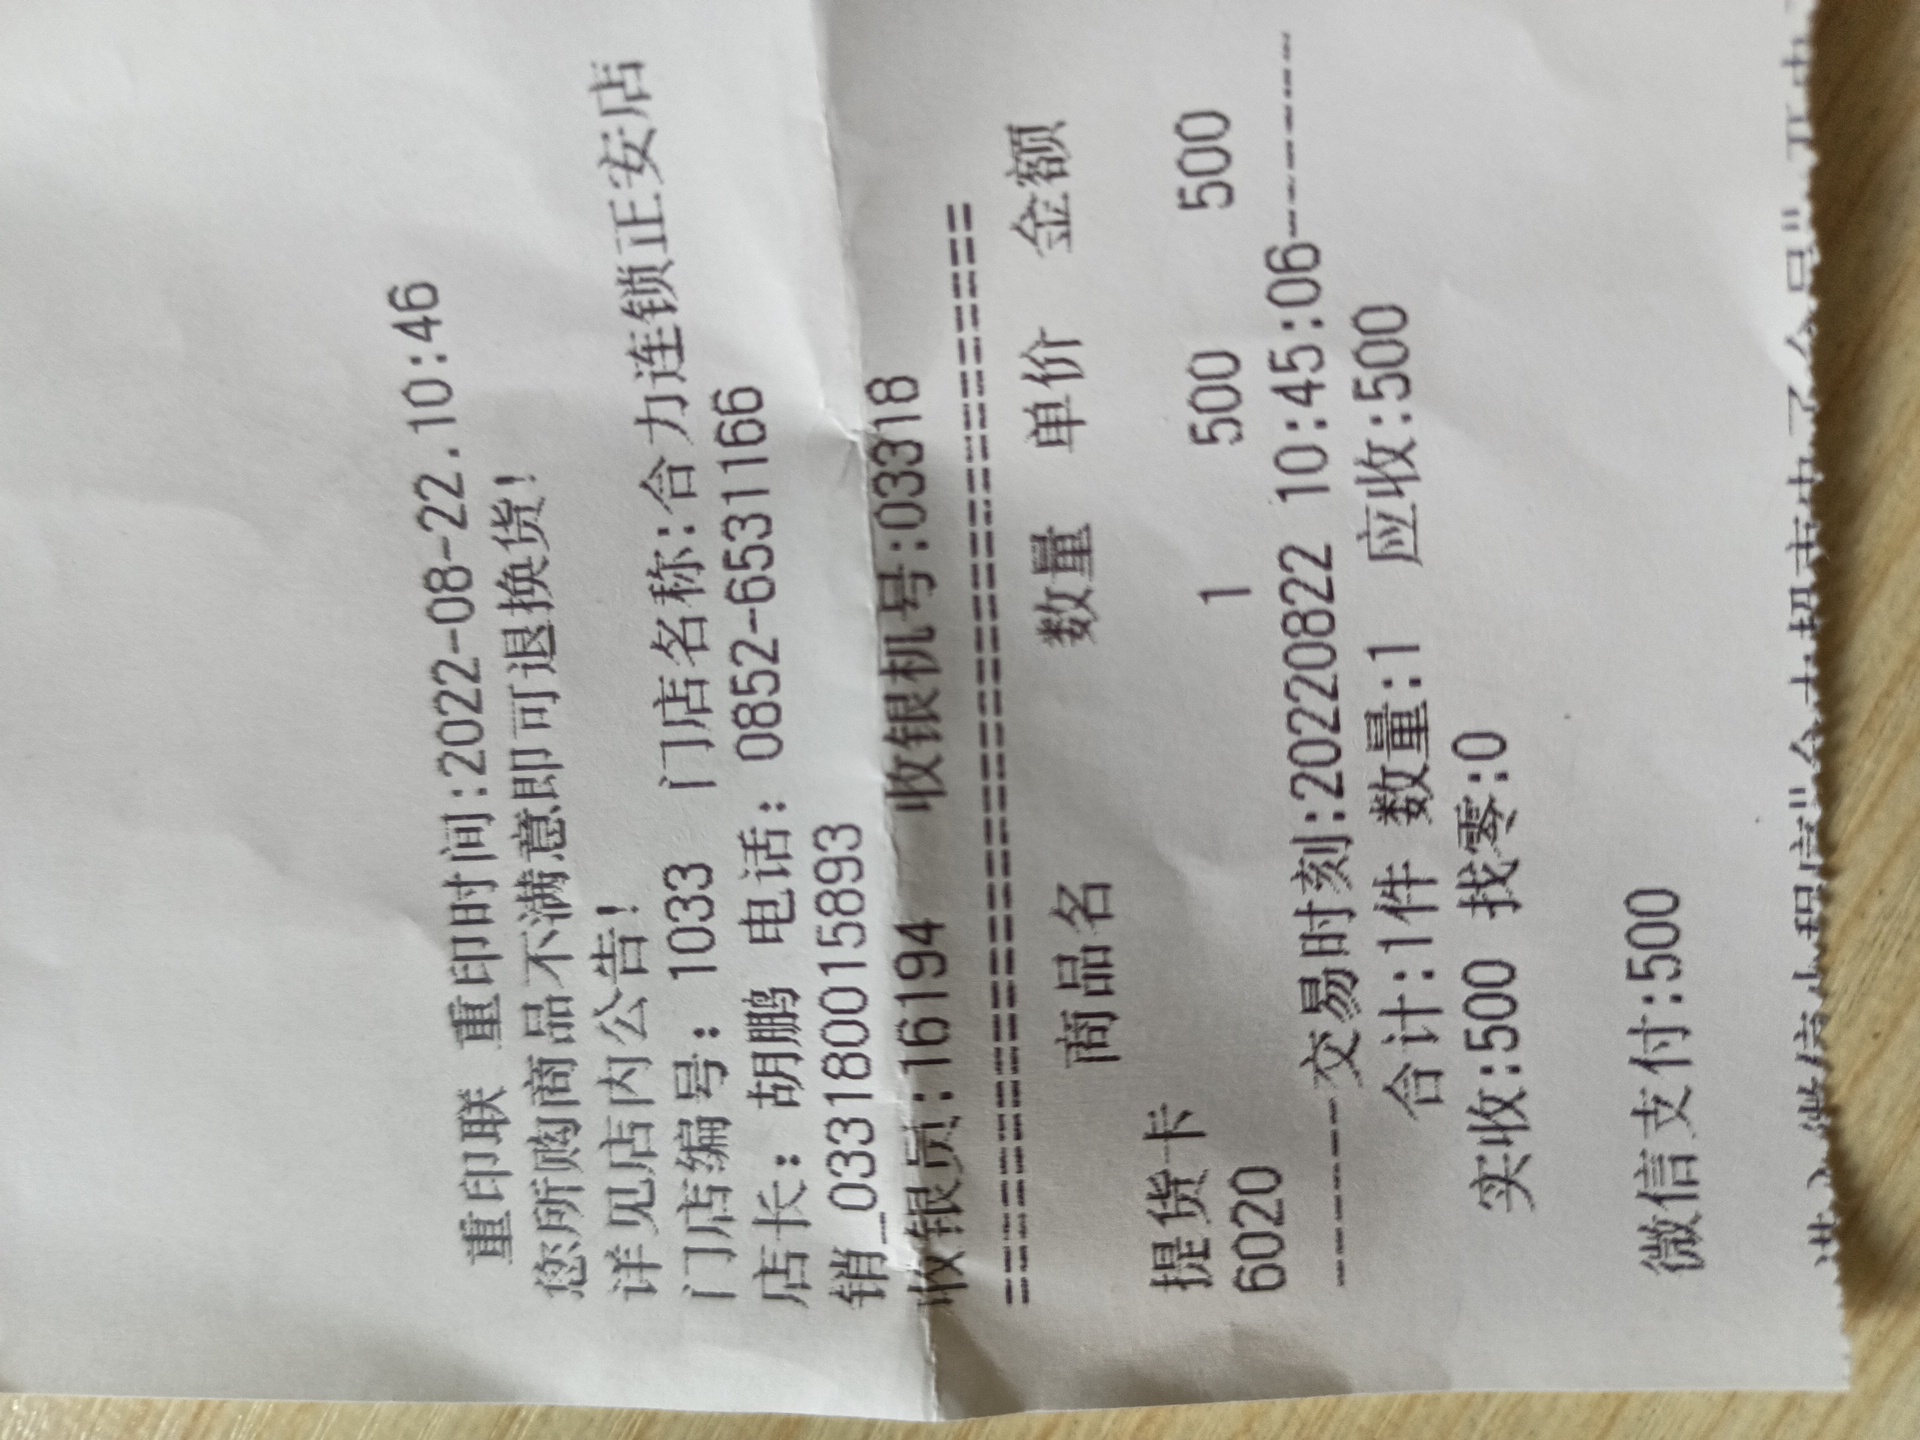 重印联 重印时间:2022-08-22.10:46
您所购商品不满意即可退换货!
详见店内公告!
门店编号: 1033 门店名称:合力连锁正安店
店长: 胡鹏 电话: 0852-6531166
销_0331800015893
收银员:16194 收银机号:03318
==============================
商品名 数量 单价 金额
提货卡 1 500 500
6020
--------交易时刻:20220822 10:45:06--------
合计:1件 数量:1 应收:500
实收:500 找零:0
微信支付:500